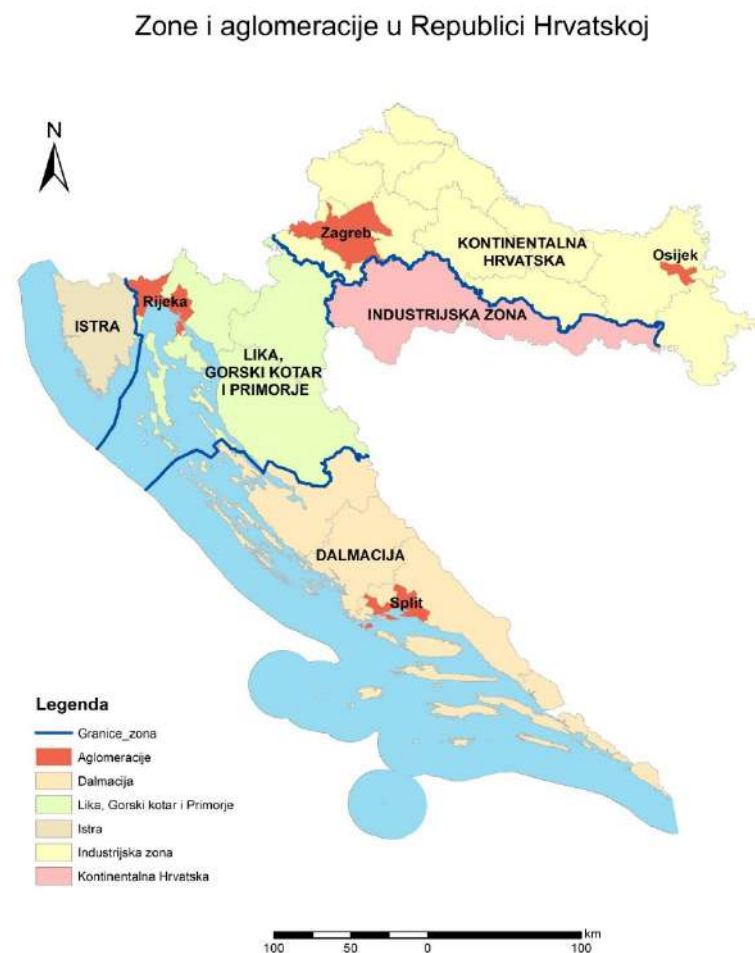 Zone i aglomeracije u Republici Hrvatskoj
N
Zagreb
KONTINENTALNA
HRVATSKA
Osijek
Rijeka
ISTRA
INDUSTRIJSKA ZONA
LIKA,
GORSKI KOTAR
I PRIMORJE
DALMACIJA
Split
Legenda
Granice_zona
Aglomeracije
Dalmacija
Lika, Gorski kotar i Primorje
Istra
Industrijska zona
Kontinentalna Hrvatska
km
100 50 0 100